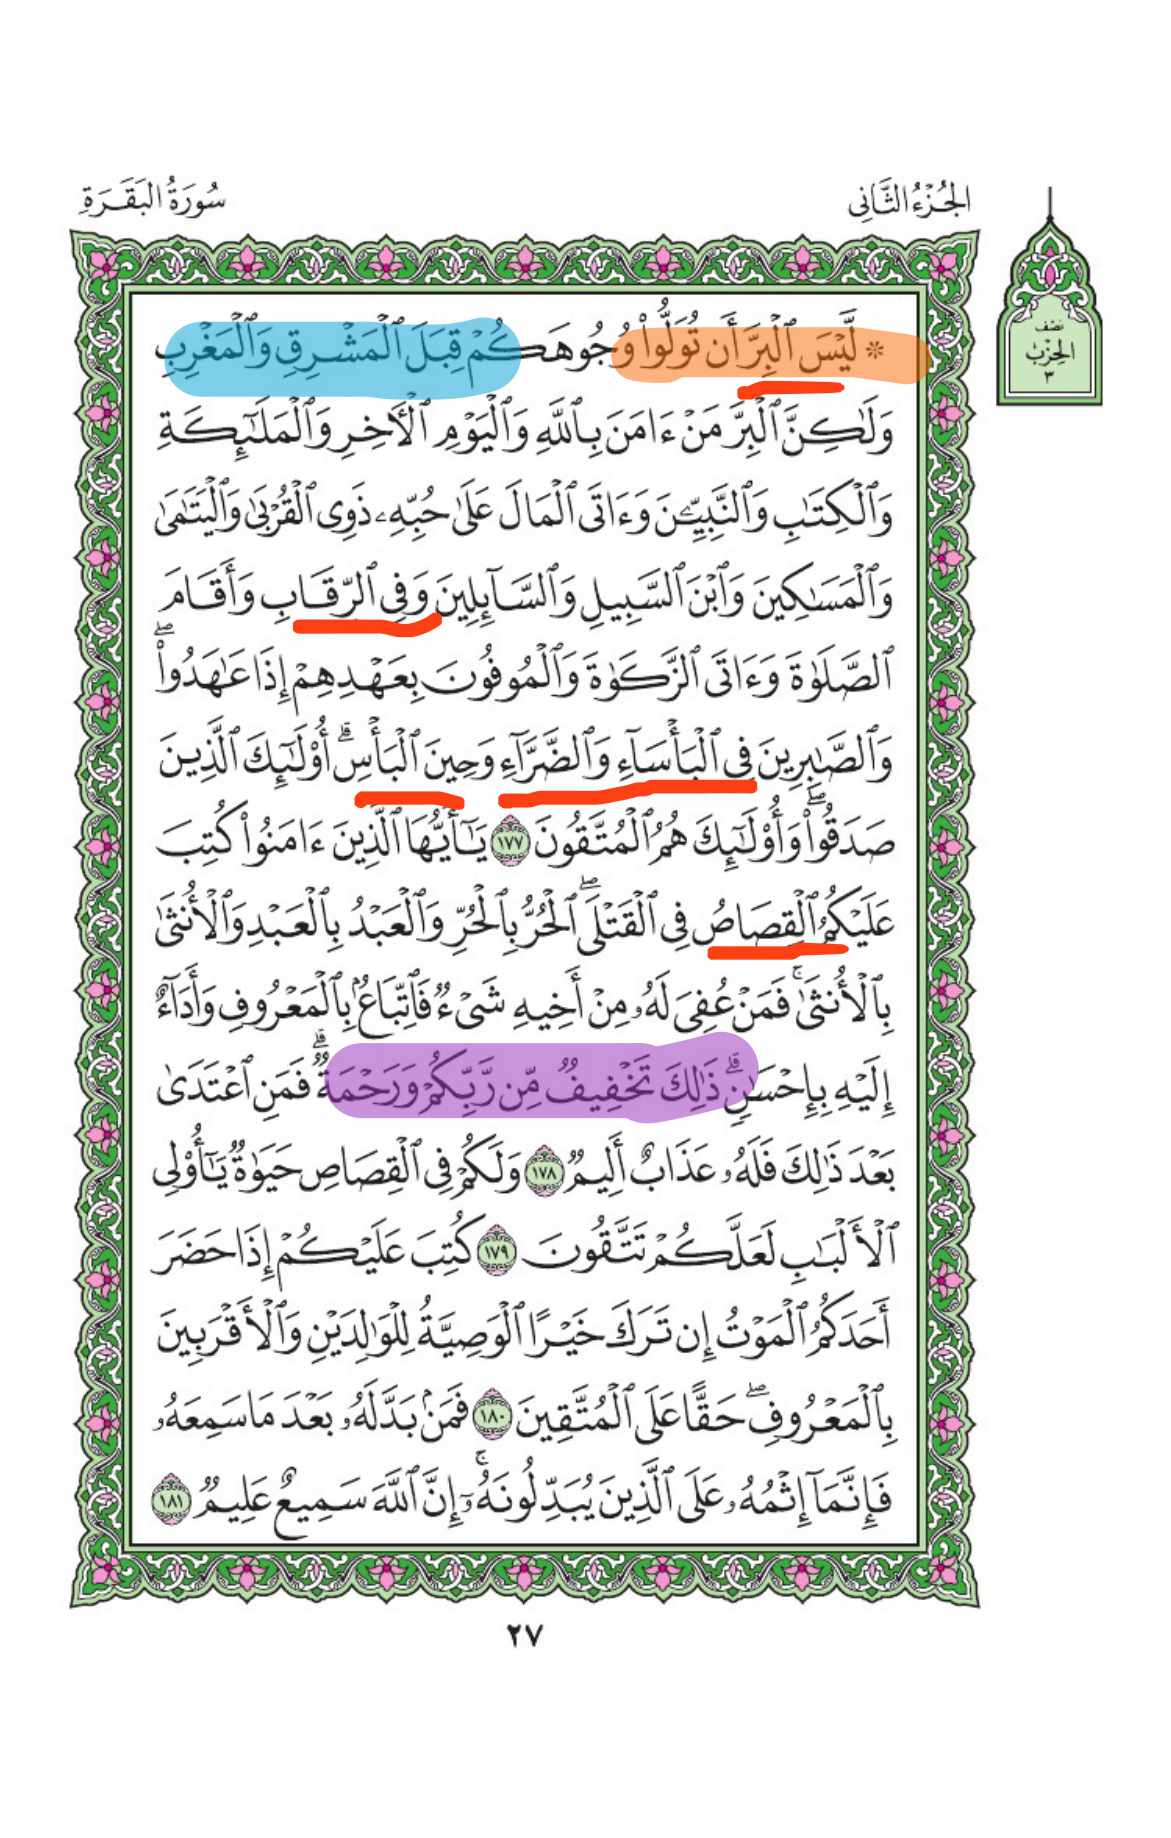 الجُزْءُ الثَّانِى
سُورَةُ البَقَرَةِ
نصف
الحِزْبُ
٣
* لَّيْسَ ٱلْبِرَّ أَن تُوَلُّوا۟ وُجُوهَكُمْ قِبَلَ ٱلْمَشْرِقِ وَٱلْمَغْرِبِ
وَلَٰكِنَّ ٱلْبِرَّ مَنْ ءَامَنَ بِٱللَّهِ وَٱلْيَوْمِ ٱلْأَخِرِ وَٱلْمَلَٰٓئِكَةِ
وَٱلْكِتَٰبِ وَٱلنَّبِيِّۦنَ وَءَاتَى ٱلْمَالَ عَلَىٰ حُبِّهِۦ ذَوِى ٱلْقُرْبَىٰ وَٱلْيَتَٰمَىٰ
وَٱلْمَسَٰكِينَ وَٱبْنَ ٱلسَّبِيلِ وَٱلسَّآئِلِينَ وَفِى ٱلرِّقَابِ وَأَقَامَ
ٱلصَّلَوٰةَ وَءَاتَى ٱلزَّكَوٰةَ وَٱلْمُوفُونَ بِعَهْدِهِمْ إِذَا عَٰهَدُوا۟ۖ
وَٱلصَّٰبِرِينَ فِى ٱلْبَأْسَآءِ وَٱلضَّرَّآءِ وَحِينَ ٱلْبَأْسِۗ أُو۟لَٰٓئِكَ ٱلَّذِينَ
صَدَقُوا۟ۖ وَأُو۟لَٰٓئِكَ هُمُ ٱلْمُتَّقُونَ ١٧٧ يَٰٓأَيُّهَا ٱلَّذِينَ ءَامَنُوا۟ كُتِبَ
عَلَيْكُمُ ٱلْقِصَاصُ فِى ٱلْقَتْلَىۖ ٱلْحُرُّ بِٱلْحُرِّ وَٱلْعَبْدُ بِٱلْعَبْدِ وَٱلْأُنثَىٰ
بِٱلْأُنثَىٰۚ فَمَنْ عُفِىَ لَهُۥ مِنْ أَخِيهِ شَىْءٌ فَٱتِّبَاعٌۢ بِٱلْمَعْرُوفِ وَأَدَآءٌ
إِلَيْهِ بِإِحْسَٰنٍۗ ذَٰلِكَ تَخْفِيفٌ مِّن رَّبِّكُمْ وَرَحْمَةٌۗ فَمَنِ ٱعْتَدَىٰ
بَعْدَ ذَٰلِكَ فَلَهُۥ عَذَابٌ أَلِيمٌ ١٧٨ وَلَكُمْ فِى ٱلْقِصَاصِ حَيَوٰةٌ يَٰٓأُو۟لِى
ٱلْأَلْبَٰبِ لَعَلَّكُمْ تَتَّقُونَ ١٧٩ كُتِبَ عَلَيْكُمْ إِذَا حَضَرَ
أَحَدَكُمُ ٱلْمَوْتُ إِن تَرَكَ خَيْرًا ٱلْوَصِيَّةُ لِلْوَٰلِدَيْنِ وَٱلْأَقْرَبِينَ
بِٱلْمَعْرُوفِۖ حَقًّا عَلَى ٱلْمُتَّقِينَ ١٨٠ فَمَنۢ بَدَّلَهُۥ بَعْدَ مَا سَمِعَهُۥ
فَإِنَّمَآ إِثْمُهُۥ عَلَى ٱلَّذِينَ يُبَدِّلُونَهُۥٓۚ إِنَّ ٱللَّهَ سَمِيعٌ عَلِيمٌ ١٨١
٢٧